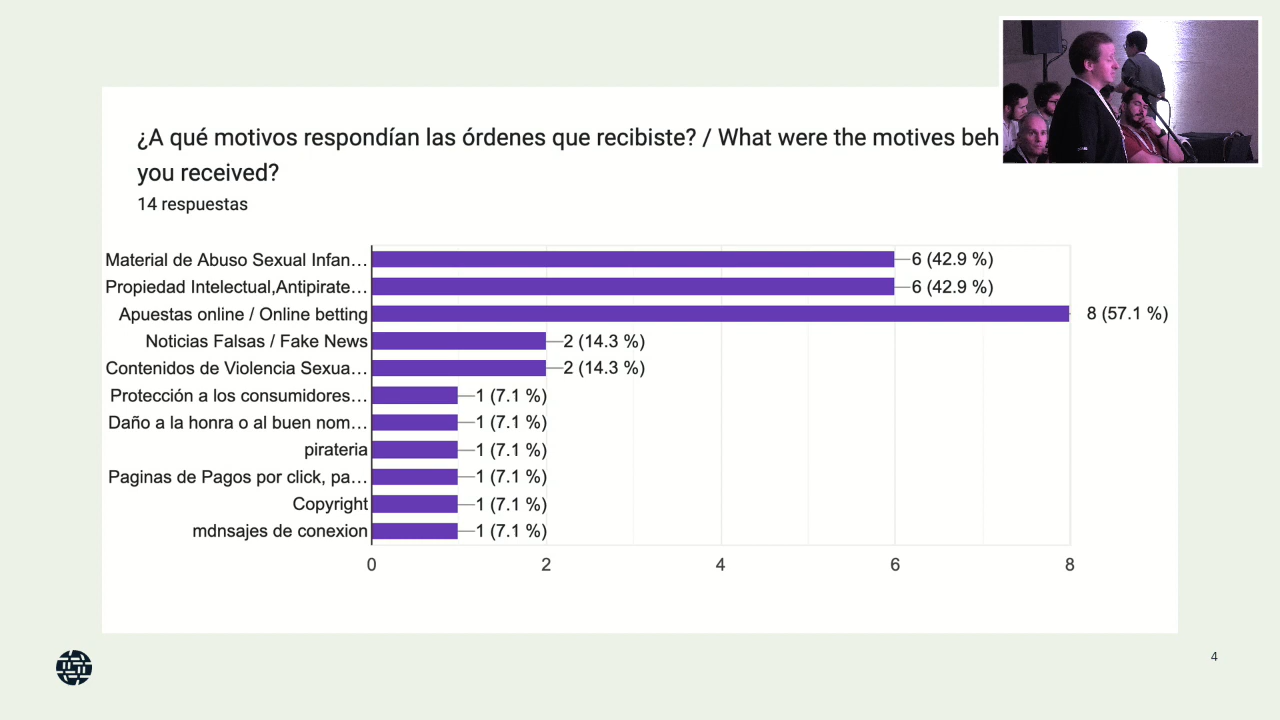 ¿A qué motivos respondían las órdenes que recibiste? / What were the motives beh
you received?
14 respuestas
Material de Abuso Sexual Infan… 6 (42.9 %)
Propiedad Intelectual,Antipirate… 6 (42.9 %)
Apuestas online / Online betting 8 (57.1 %)
Noticias Falsas / Fake News 2 (14.3 %)
Contenidos de Violencia Sexua… 2 (14.3 %)
Protección a los consumidores… 1 (7.1 %)
Daño a la honra o al buen nom… 1 (7.1 %)
pirateria 1 (7.1 %)
Paginas de Pagos por click, pa… 1 (7.1 %)
Copyright 1 (7.1 %)
mdnsajes de conexion 1 (7.1 %)
0 2 4 6 8
4